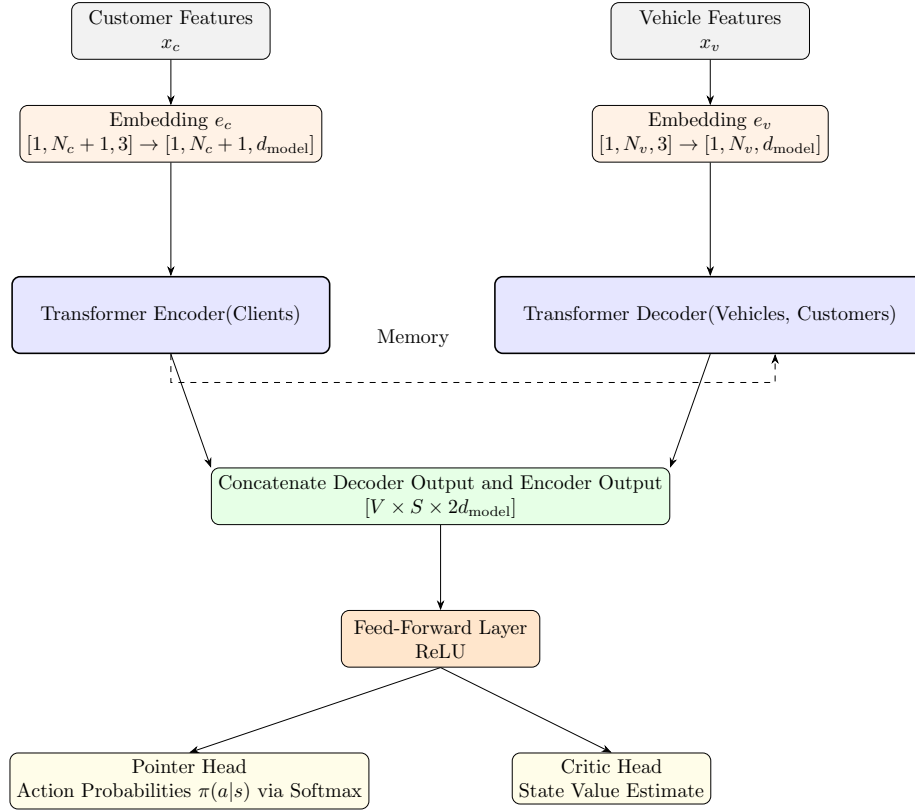 Customer Features
x_c
Vehicle Features
x_v
Embedding e_c
[1, N_c + 1, 3] → [1, N_c + 1, d_model]
Embedding e_v
[1, N_v, 3] → [1, N_v, d_model]
Transformer Encoder(Clients)
Transformer Decoder(Vehicles, Customers)
Memory
Concatenate Decoder Output and Encoder Output
[V × S × 2d_model]
Feed-Forward Layer
ReLU
Pointer Head
Action Probabilities π(a|s) via Softmax
Critic Head
State Value Estimate